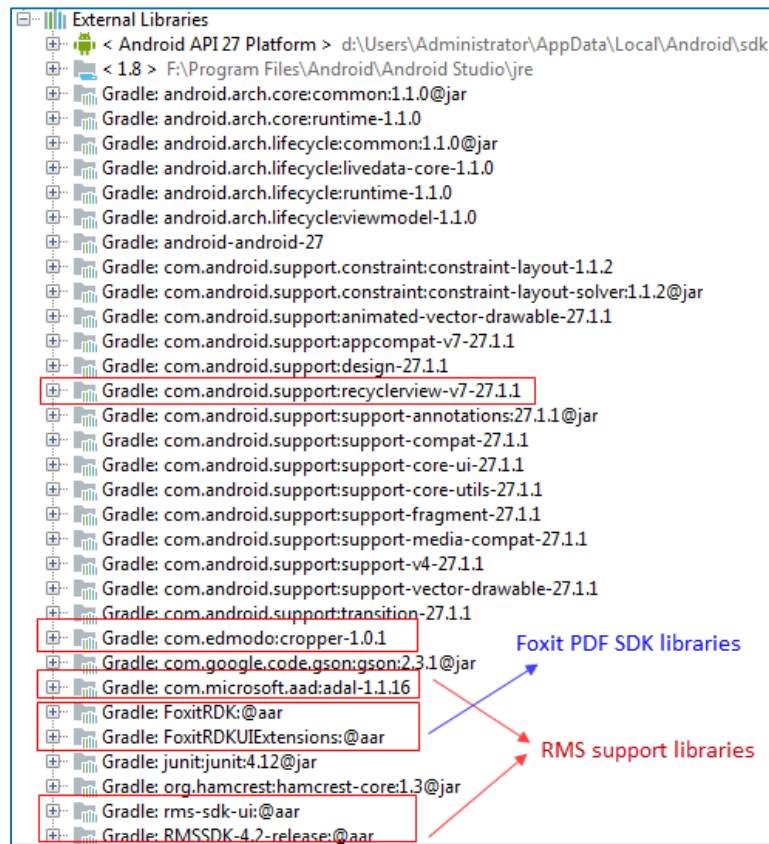 External Libraries
< Android API 27 Platform > d:\Users\Administrator\AppData\Local\Android\sdk
< 1.8 > F:\Program Files\Android\Android Studio\jre
Gradle: android.arch.core:common:1.1.0@jar
Gradle: android.arch.core:runtime-1.1.0
Gradle: android.arch.lifecycle:common:1.1.0@jar
Gradle: android.arch.lifecycle:livedata-core-1.1.0
Gradle: android.arch.lifecycle:runtime-1.1.0
Gradle: android.arch.lifecycle:viewmodel-1.1.0
Gradle: android-android-27
Gradle: com.android.support.constraint:constraint-layout-1.1.2
Gradle: com.android.support.constraint:constraint-layout-solver:1.1.2@jar
Gradle: com.android.support:animated-vector-drawable-27.1.1
Gradle: com.android.support:appcompat-v7-27.1.1
Gradle: com.android.support:design-27.1.1
Gradle: com.android.support:recyclerview-v7-27.1.1
Gradle: com.android.support:support-annotations:27.1.1@jar
Gradle: com.android.support:support-compat-27.1.1
Gradle: com.android.support:support-core-ui-27.1.1
Gradle: com.android.support:support-core-utils-27.1.1
Gradle: com.android.support:support-fragment-27.1.1
Gradle: com.android.support:support-media-compat-27.1.1
Gradle: com.android.support:support-v4-27.1.1
Gradle: com.android.support:support-vector-drawable-27.1.1
Gradle: com.android.support:transition-27.1.1
Gradle: com.edmodo:cropper-1.0.1
Foxit PDF SDK libraries
Gradle: com.google.code.gson:gson:2.3.1@jar
Gradle: com.microsoft.aad:adal-1.1.16
Gradle: FoxitRDK:@aar
Gradle: FoxitRDKUIExtensions:@aar
RMS support libraries
Gradle: junit:junit:4.12@jar
Gradle: org.hamcrest:hamcrest-core:1.3@jar
Gradle: rms-sdk-ui:@aar
Gradle: RMSSDK-4.2-release:@aar